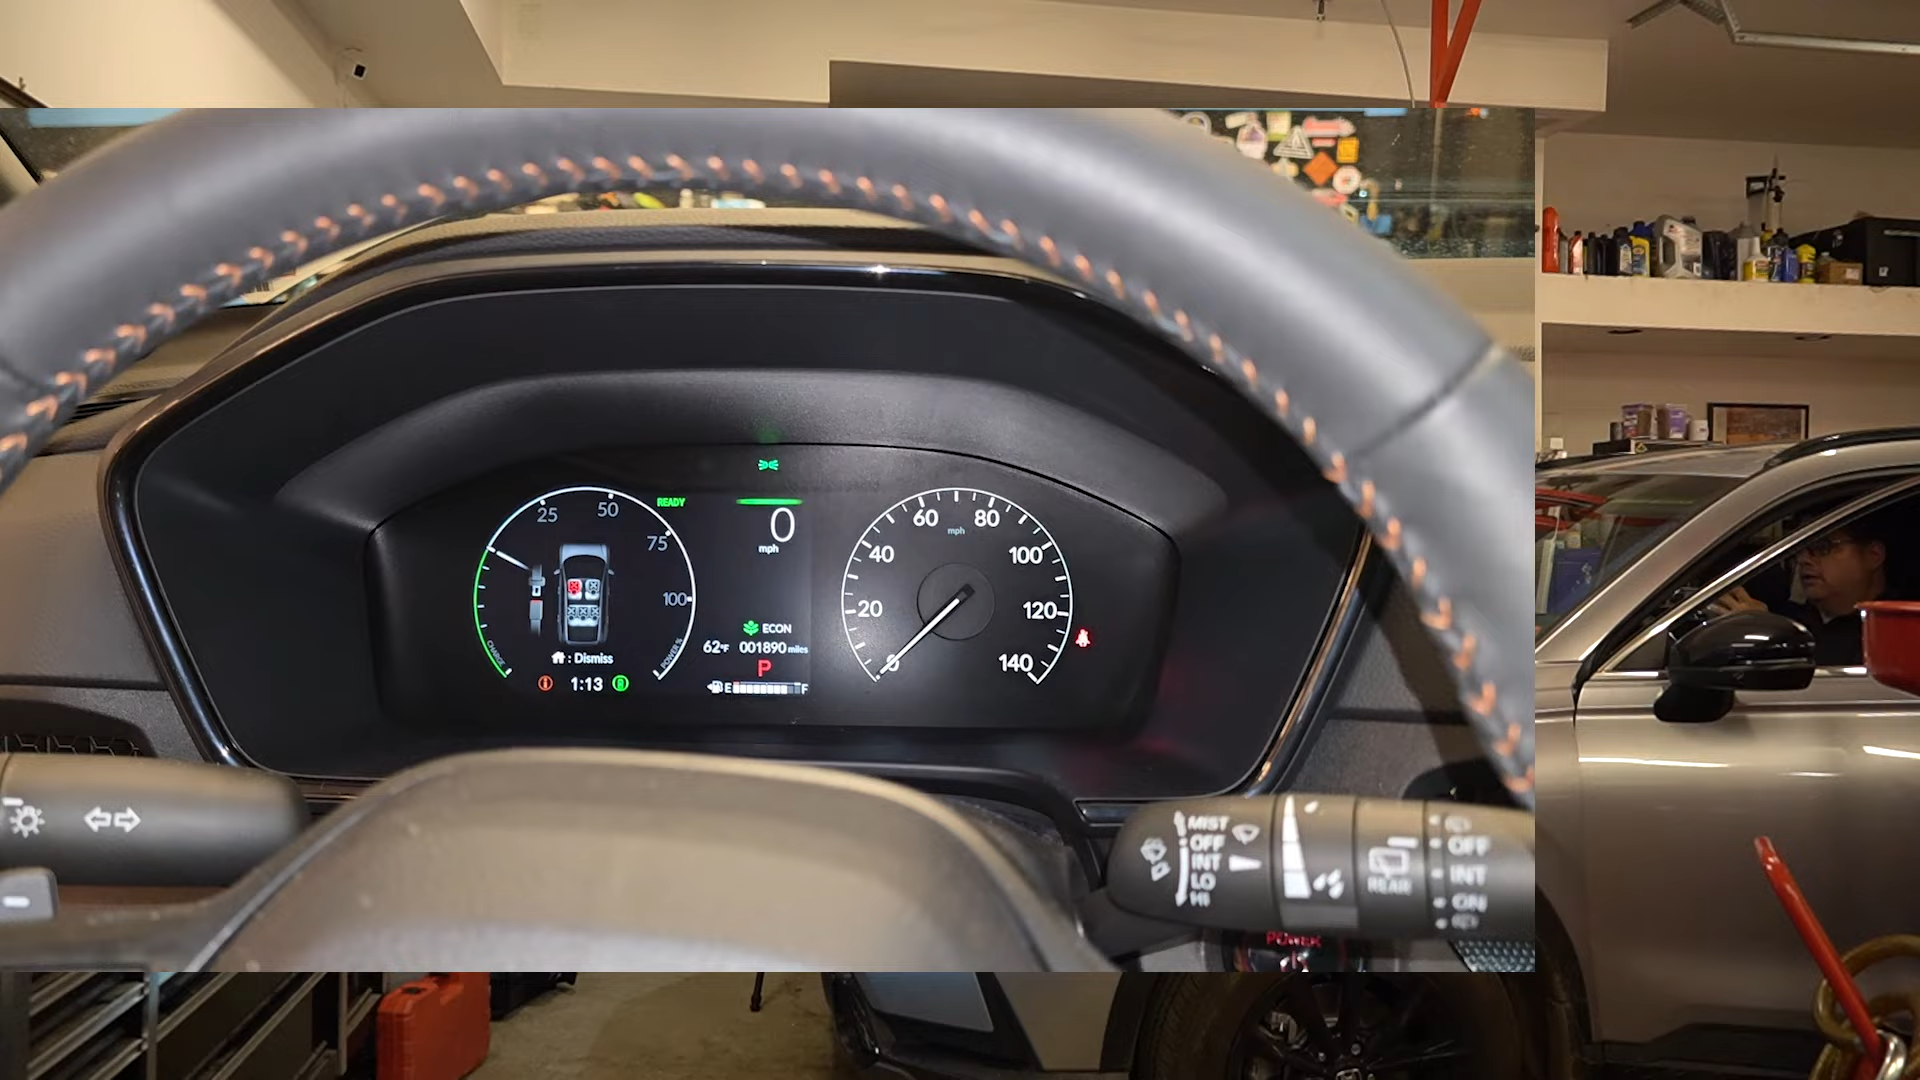 25
50
75
100
CHARGE
POWER %
READY
0
mph
ECON
62°F
001890 miles
P
E
F
: Dismiss
1:13
0
20
40
60
80
100
120
140
mph
MIST
OFF
INT
LO
HI
REAR
OFF
INT
ON
POWER